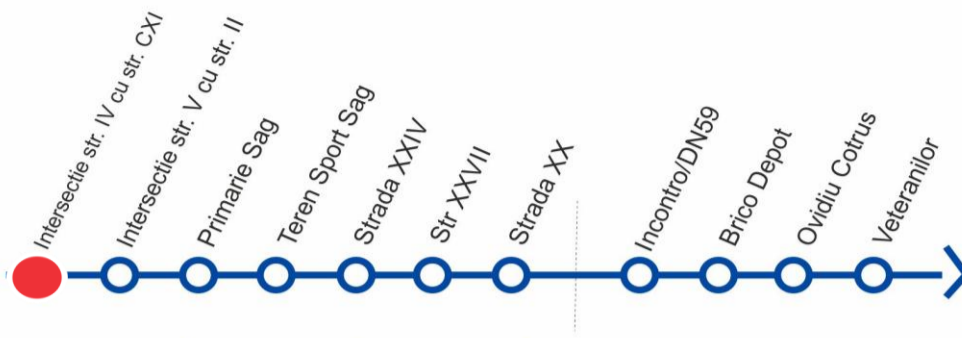 Intersectie str. IV cu str. CXI
Intersectie str. V cu str. II
Primarie Sag
Teren Sport Sag
Strada XXIV
Str XXVII
Strada XX
Incontro/DN59
Brico Depot
Ovidiu Cotrus
Veteranilor